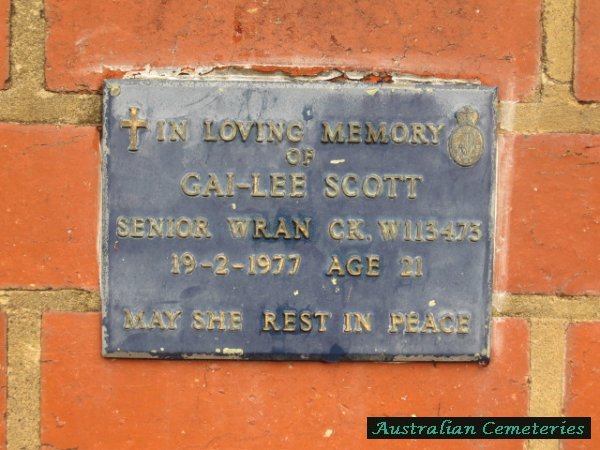 IN LOVING MEMORY
OF
GAI-LEE SCOTT
SENIOR WRAN CK. W113473
19-2-1977 AGE 21
MAY SHE REST IN PEACE
Australian Cemeteries